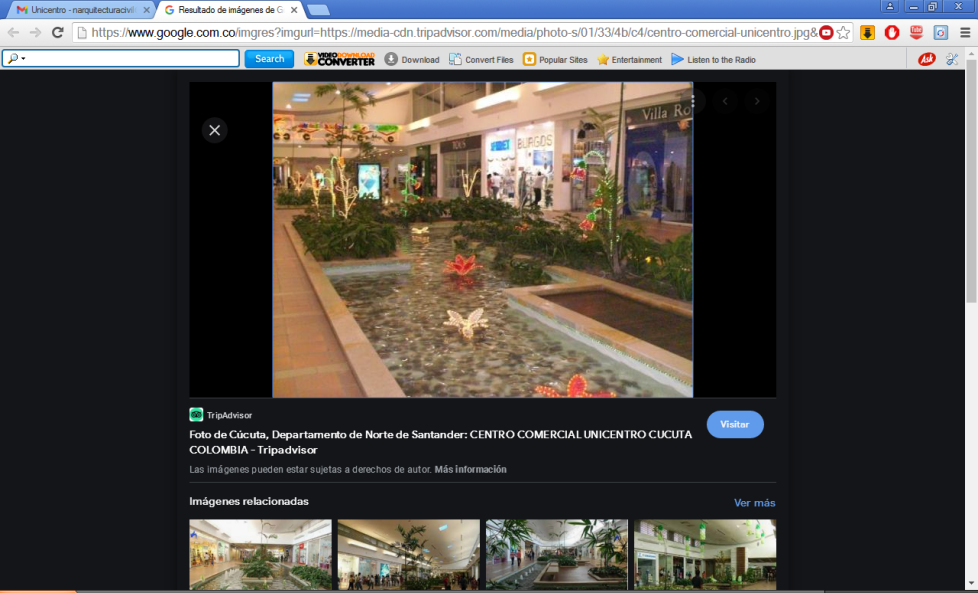 Unicentro - narquitecturacivil
Resultado de imágenes de G
https://www.google.com.co/imgres?imgurl=https://media-cdn.tripadvisor.com/media/photo-s/01/33/4b/c4/centro-comercial-unicentro.jpg&
Search
VIDEO DOWNLOAD CONVERTER
Download
Convert Files
Popular Sites
Entertainment
Listen to the Radio
Ask
Villa Ro
BURGOS
TripAdvisor
Visitar
Foto de Cúcuta, Departamento de Norte de Santander: CENTRO COMERCIAL UNICENTRO CUCUTA
COLOMBIA - Tripadvisor
Las imágenes pueden estar sujetas a derechos de autor. Más información
Imágenes relacionadas
Ver más